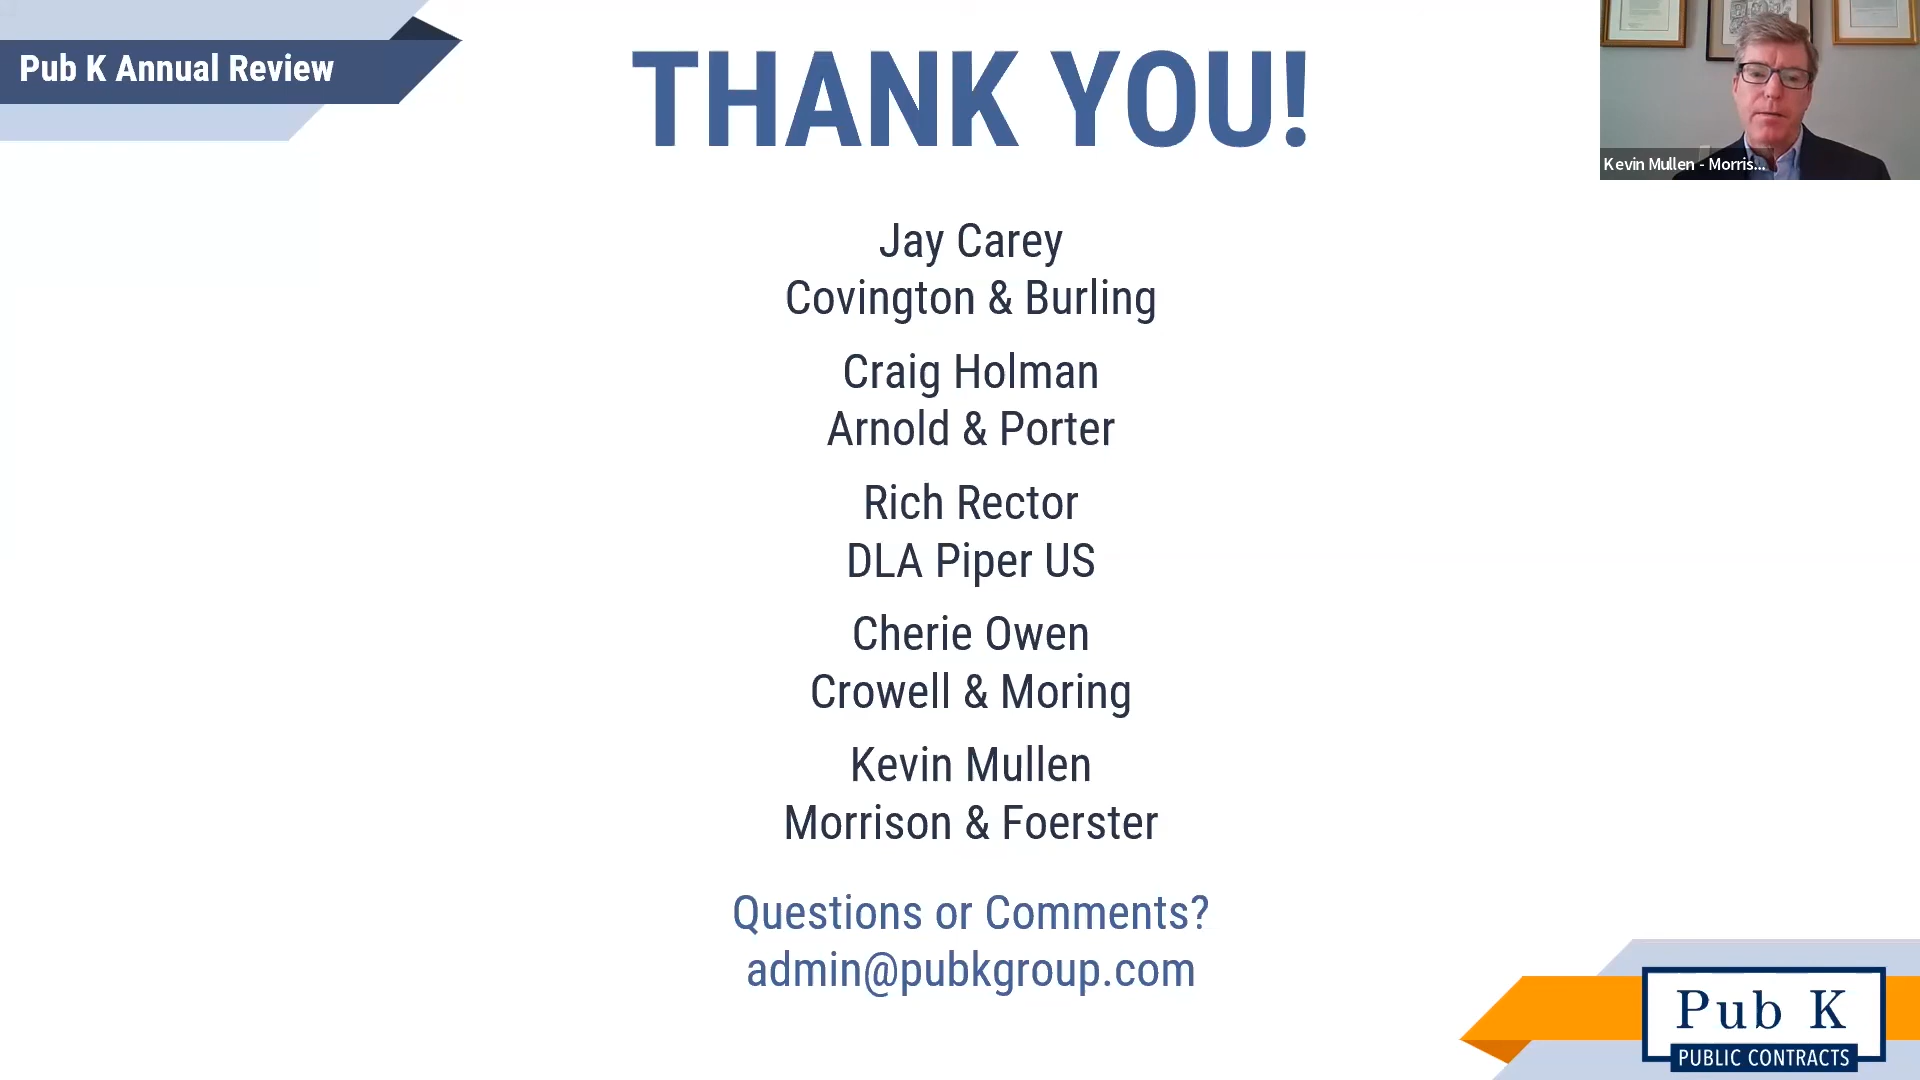 Pub K Annual Review
THANK YOU!
Kevin Mullen - Morris...
Jay Carey
Covington & Burling
Craig Holman
Arnold & Porter
Rich Rector
DLA Piper US
Cherie Owen
Crowell & Moring
Kevin Mullen
Morrison & Foerster
Questions or Comments?
admin@pubkgroup.com
Pub K
PUBLIC CONTRACTS